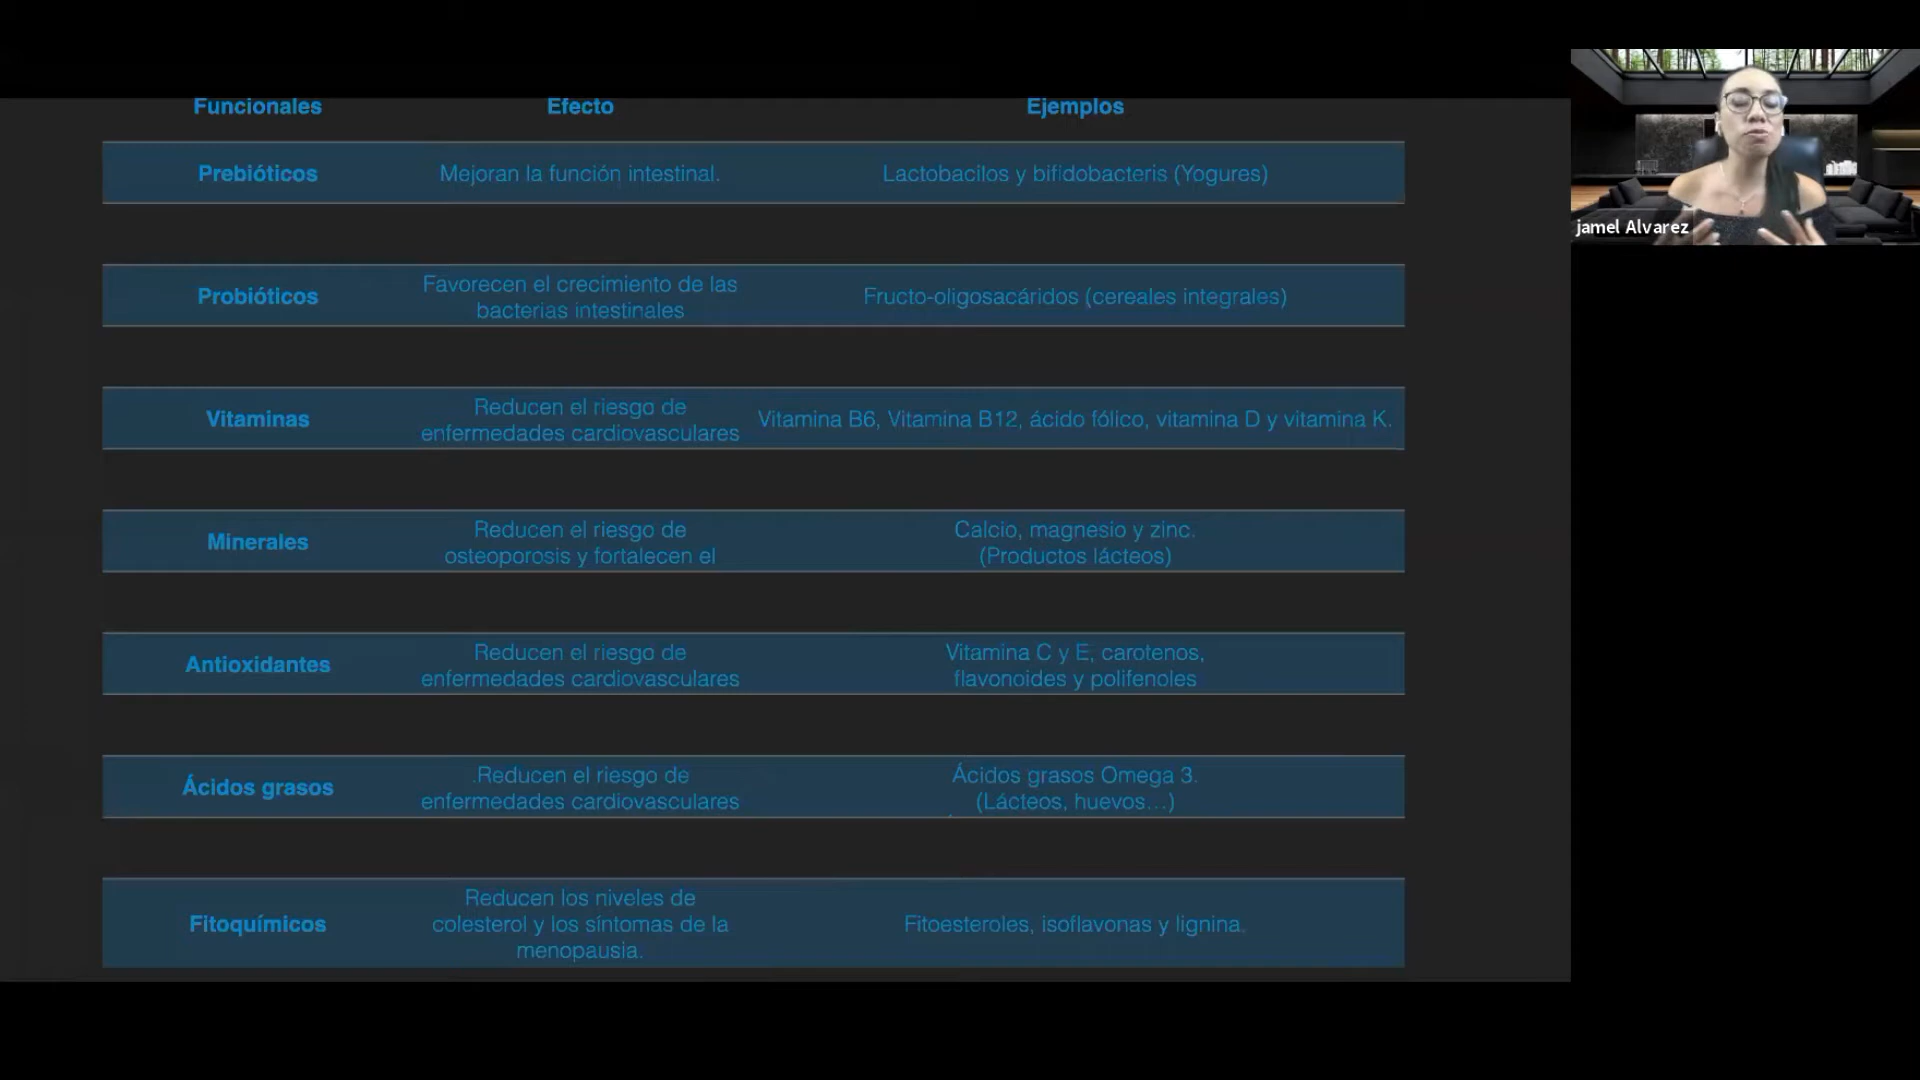 Funcionales Efecto Ejemplos
Prebióticos Mejoran la función intestinal. Lactobacilos y bifidobacteris (Yogures)
Probióticos Favorecen el crecimiento de las bacterias intestinales Fructo-oligosacáridos (cereales integrales)
Vitaminas Reducen el riesgo de enfermedades cardiovasculares Vitamina B6, Vitamina B12, ácido fólico, vitamina D y vitamina K.
Minerales Reducen el riesgo de osteoporosis y fortalecen el Calcio, magnesio y zinc. (Productos lácteos)
Antioxidantes Reducen el riesgo de enfermedades cardiovasculares Vitamina C y E, carotenos, flavonoides y polifenoles
Ácidos grasos .Reducen el riesgo de enfermedades cardiovasculares Ácidos grasos Omega 3. (Lácteos, huevos...)
Fitoquímicos Reducen los niveles de colesterol y los síntomas de la menopausia. Fitoesteroles, isoflavonas y lignina.
jamel Alvarez